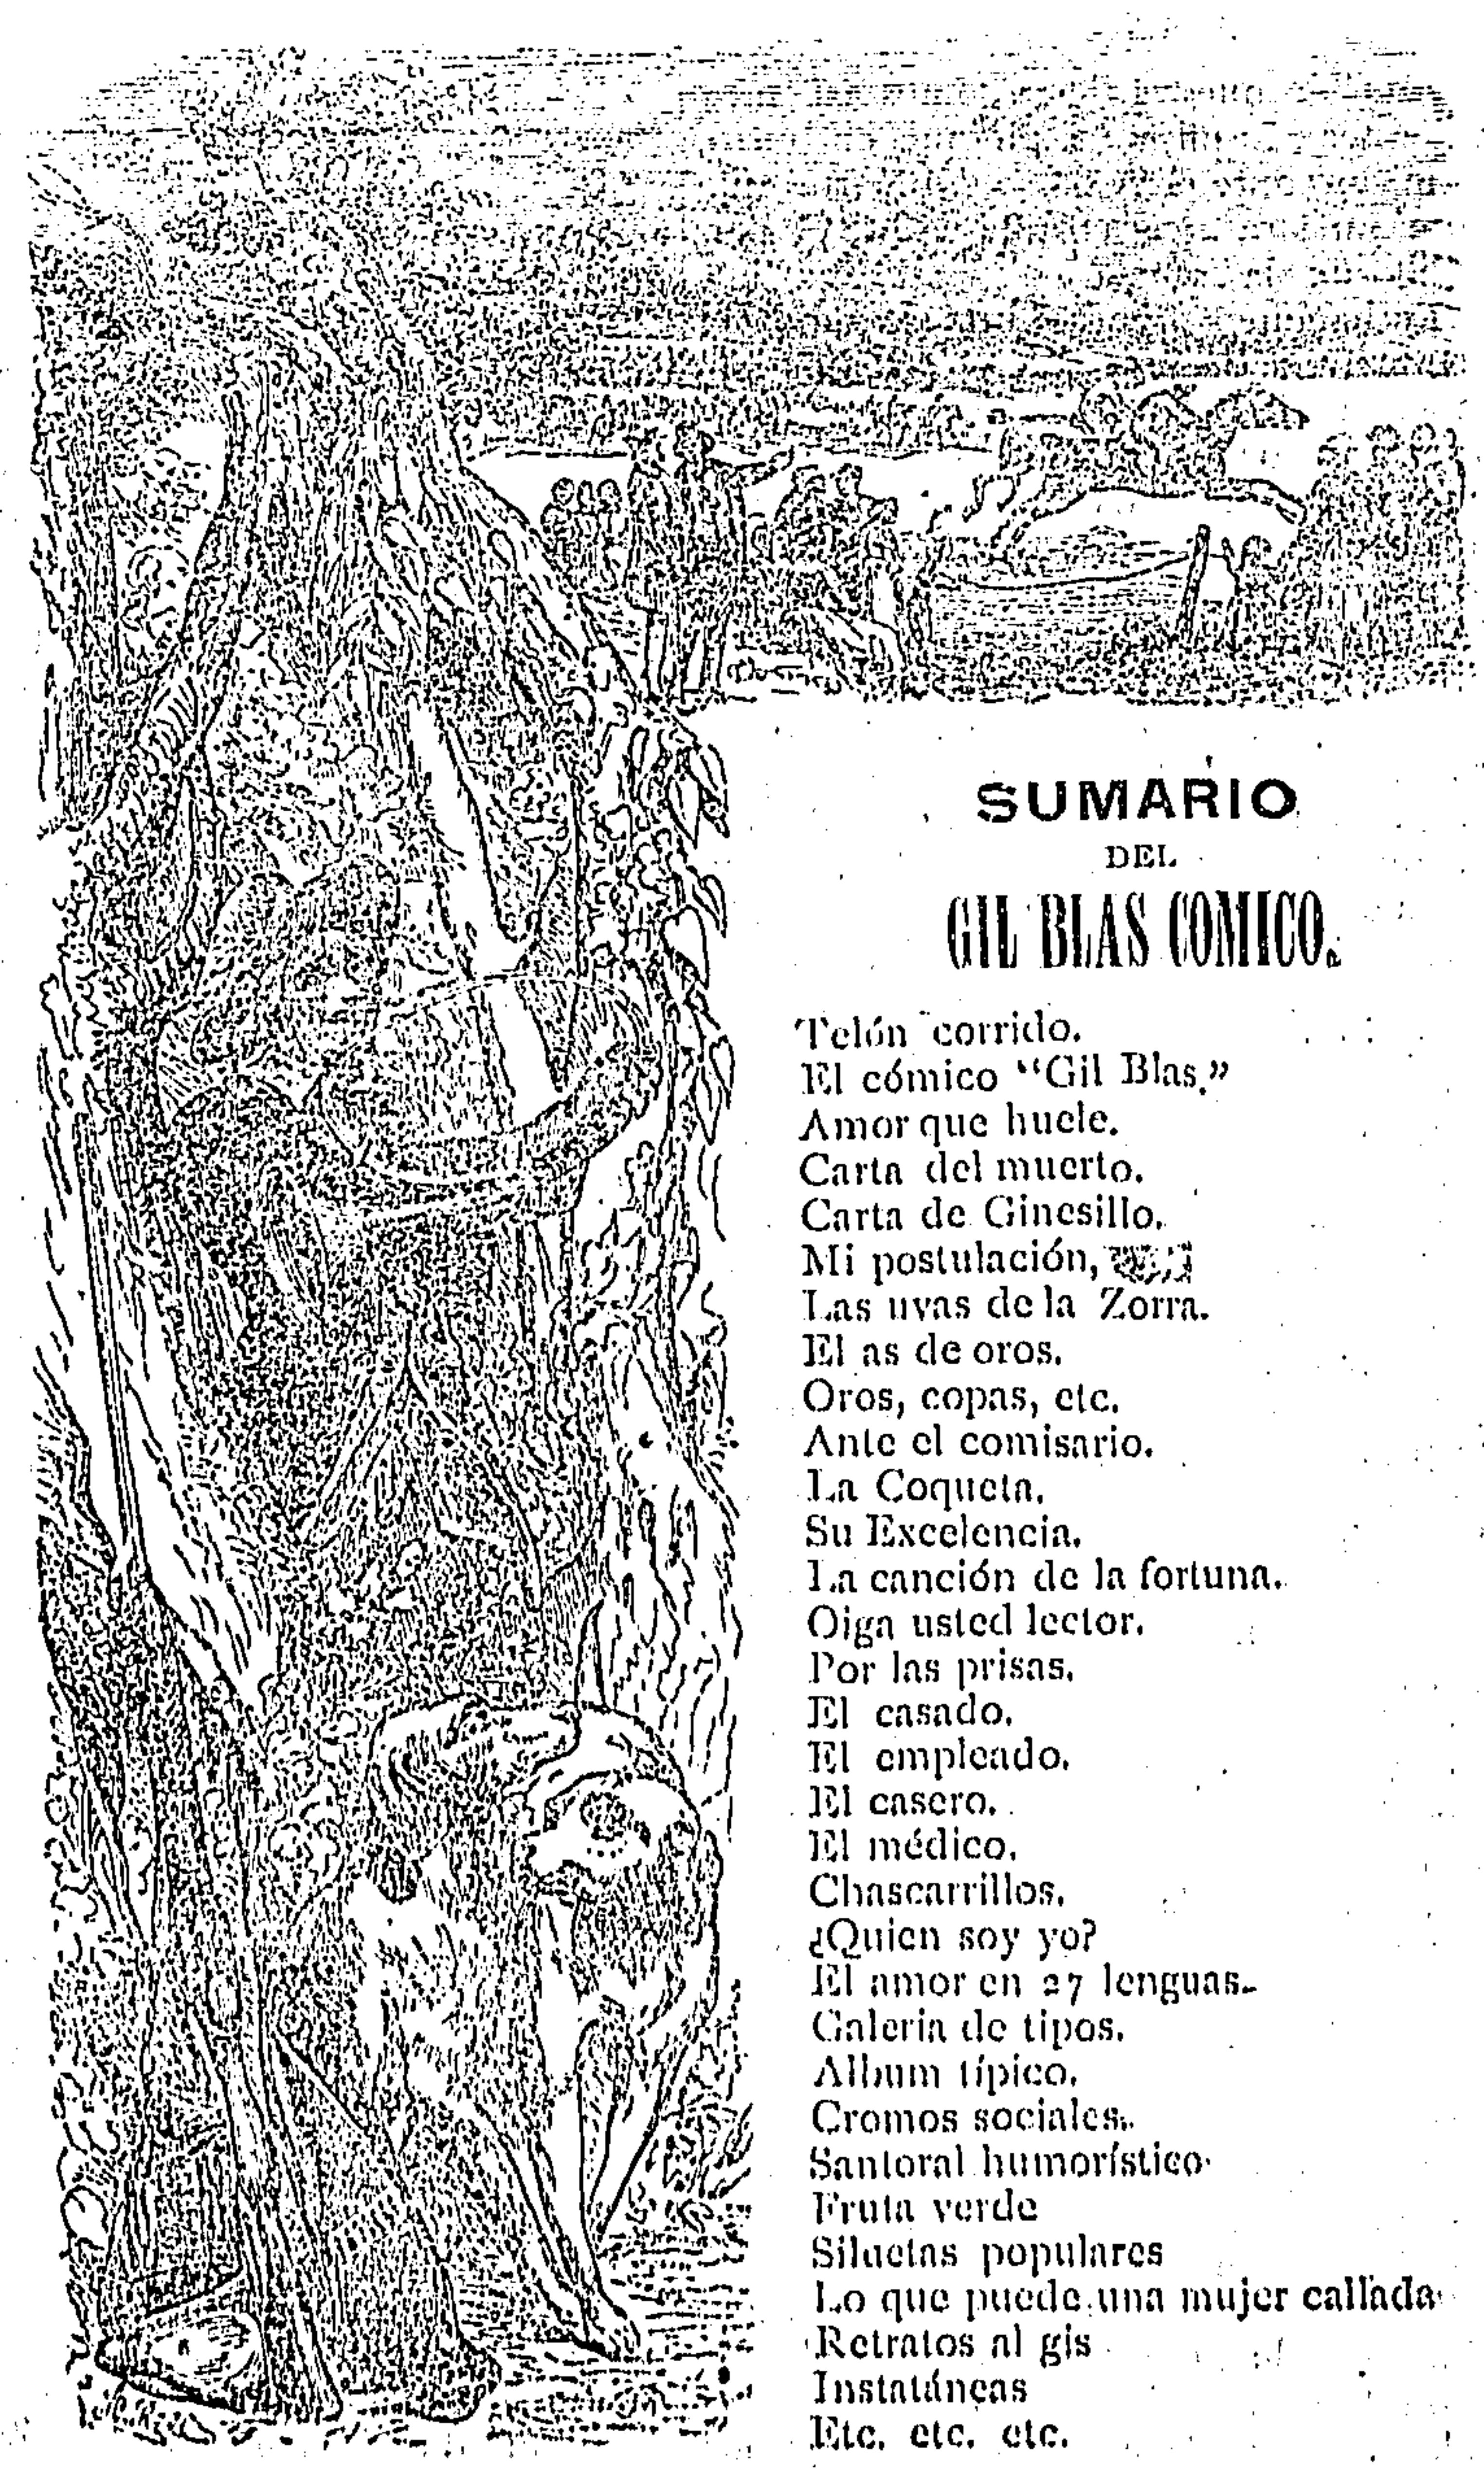 SUMARIO
DEL
GIL BLAS COMICO.
Telón corrido.
El cómico “Gil Blas.”
Amor que huele.
Carta del muerto.
Carta de Ginesillo.
Mi postulación,
Las uvas de la Zorra.
El as de oros.
Oros, copas, etc.
Ante el comisario.
La Coqueta.
Su Excelencia.
La canción de la fortuna.
Oiga usted lector.
Por las prisas.
El casado.
El empleado.
El casero.
El médico.
Chascarrillos.
¿Quien soy yo?
El amor en 27 lenguas.
Galeria de tipos.
Album típico.
Cromos sociales.
Santoral humorístico.
Fruta verde
Siluetas populares
Lo que puede una mujer callada
Retratos al gis
Instatáneas
Etc. etc. etc.